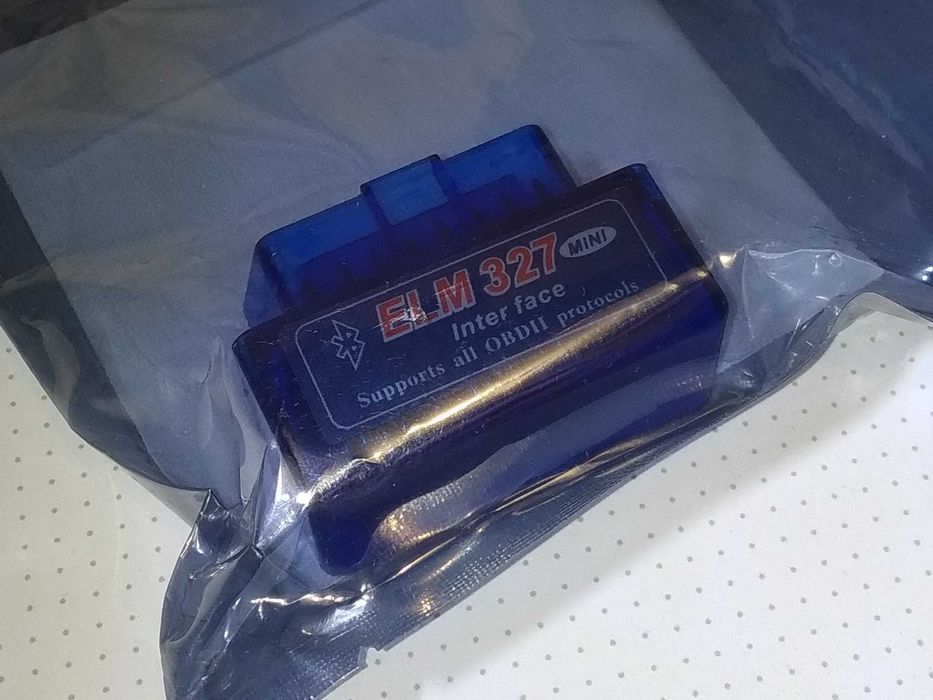 ELM 327 MINI
Inter face
Supports all OBDII protocols